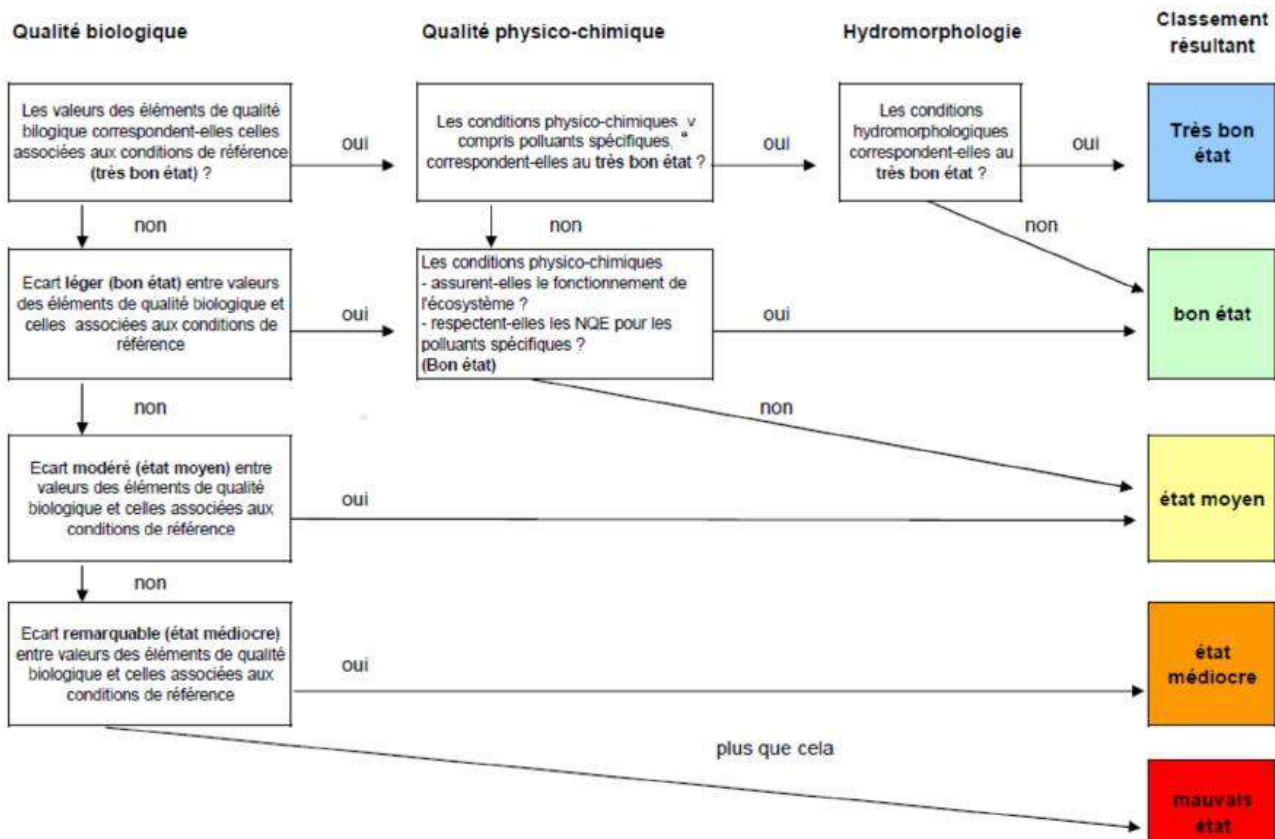 Qualité biologique
Qualité physico-chimique
Hydromorphologie
Classement
résultant
Les valeurs des éléments de qualité
bilogique correspondent-elles celles
associées aux conditions de référence
(très bon état) ?
oui
Les conditions physico-chimiques y
compris polluants spécifiques *
correspondent-elles au très bon état ?
oui
Les conditions
hydromorphologiques
correspondent-elles au
très bon état ?
oui
Très bon
état
non
non
non
Ecart léger (bon état) entre valeurs
des éléments de qualité biologique et
celles associées aux conditions de
référence
oui
Les conditions physico-chimiques
- assurent-elles le fonctionnement de
l'écosystème ?
- respectent-elles les NQE pour les
polluants spécifiques ?
(Bon état)
oui
bon état
non
non
Ecart modéré (état moyen) entre
valeurs des éléments de qualité
biologique et celles associées aux
conditions de référence
oui
état moyen
non
Ecart remarquable (état médiocre)
entre valeurs des éléments de qualité
biologique et celles associées aux
conditions de référence
oui
état
médiocre
plus que cela
mauvais
état